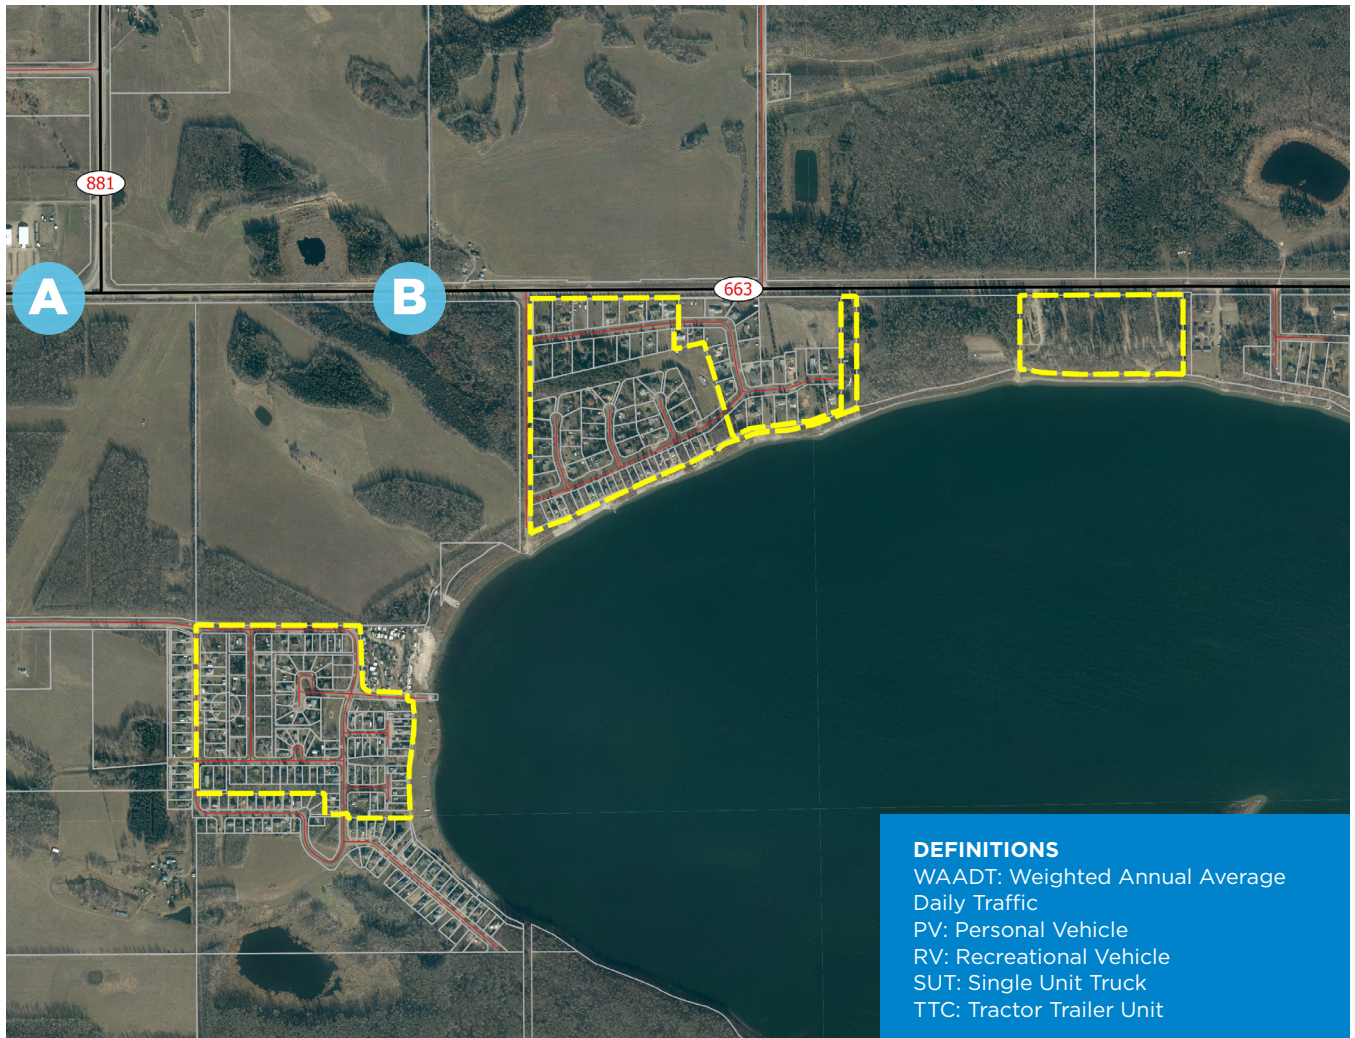 881
A
B
663
DEFINITIONS
WAADT: Weighted Annual Average
Daily Traffic
PV: Personal Vehicle
RV: Recreational Vehicle
SUT: Single Unit Truck
TTC: Tractor Trailer Unit